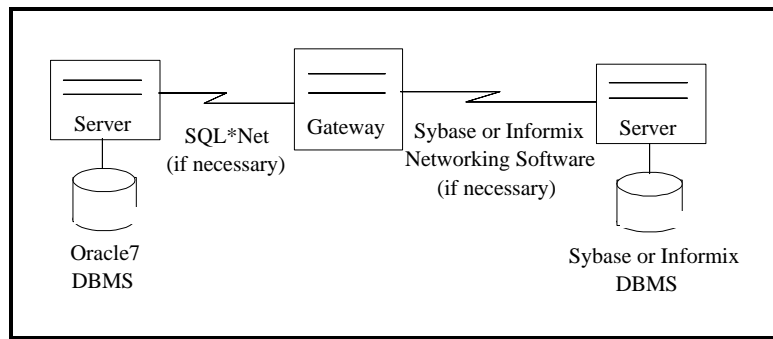 Server
SQL*Net
(if necessary)
Gateway
Sybase or Informix
Networking Software
(if necessary)
Server
Oracle7
DBMS
Sybase or Informix
DBMS